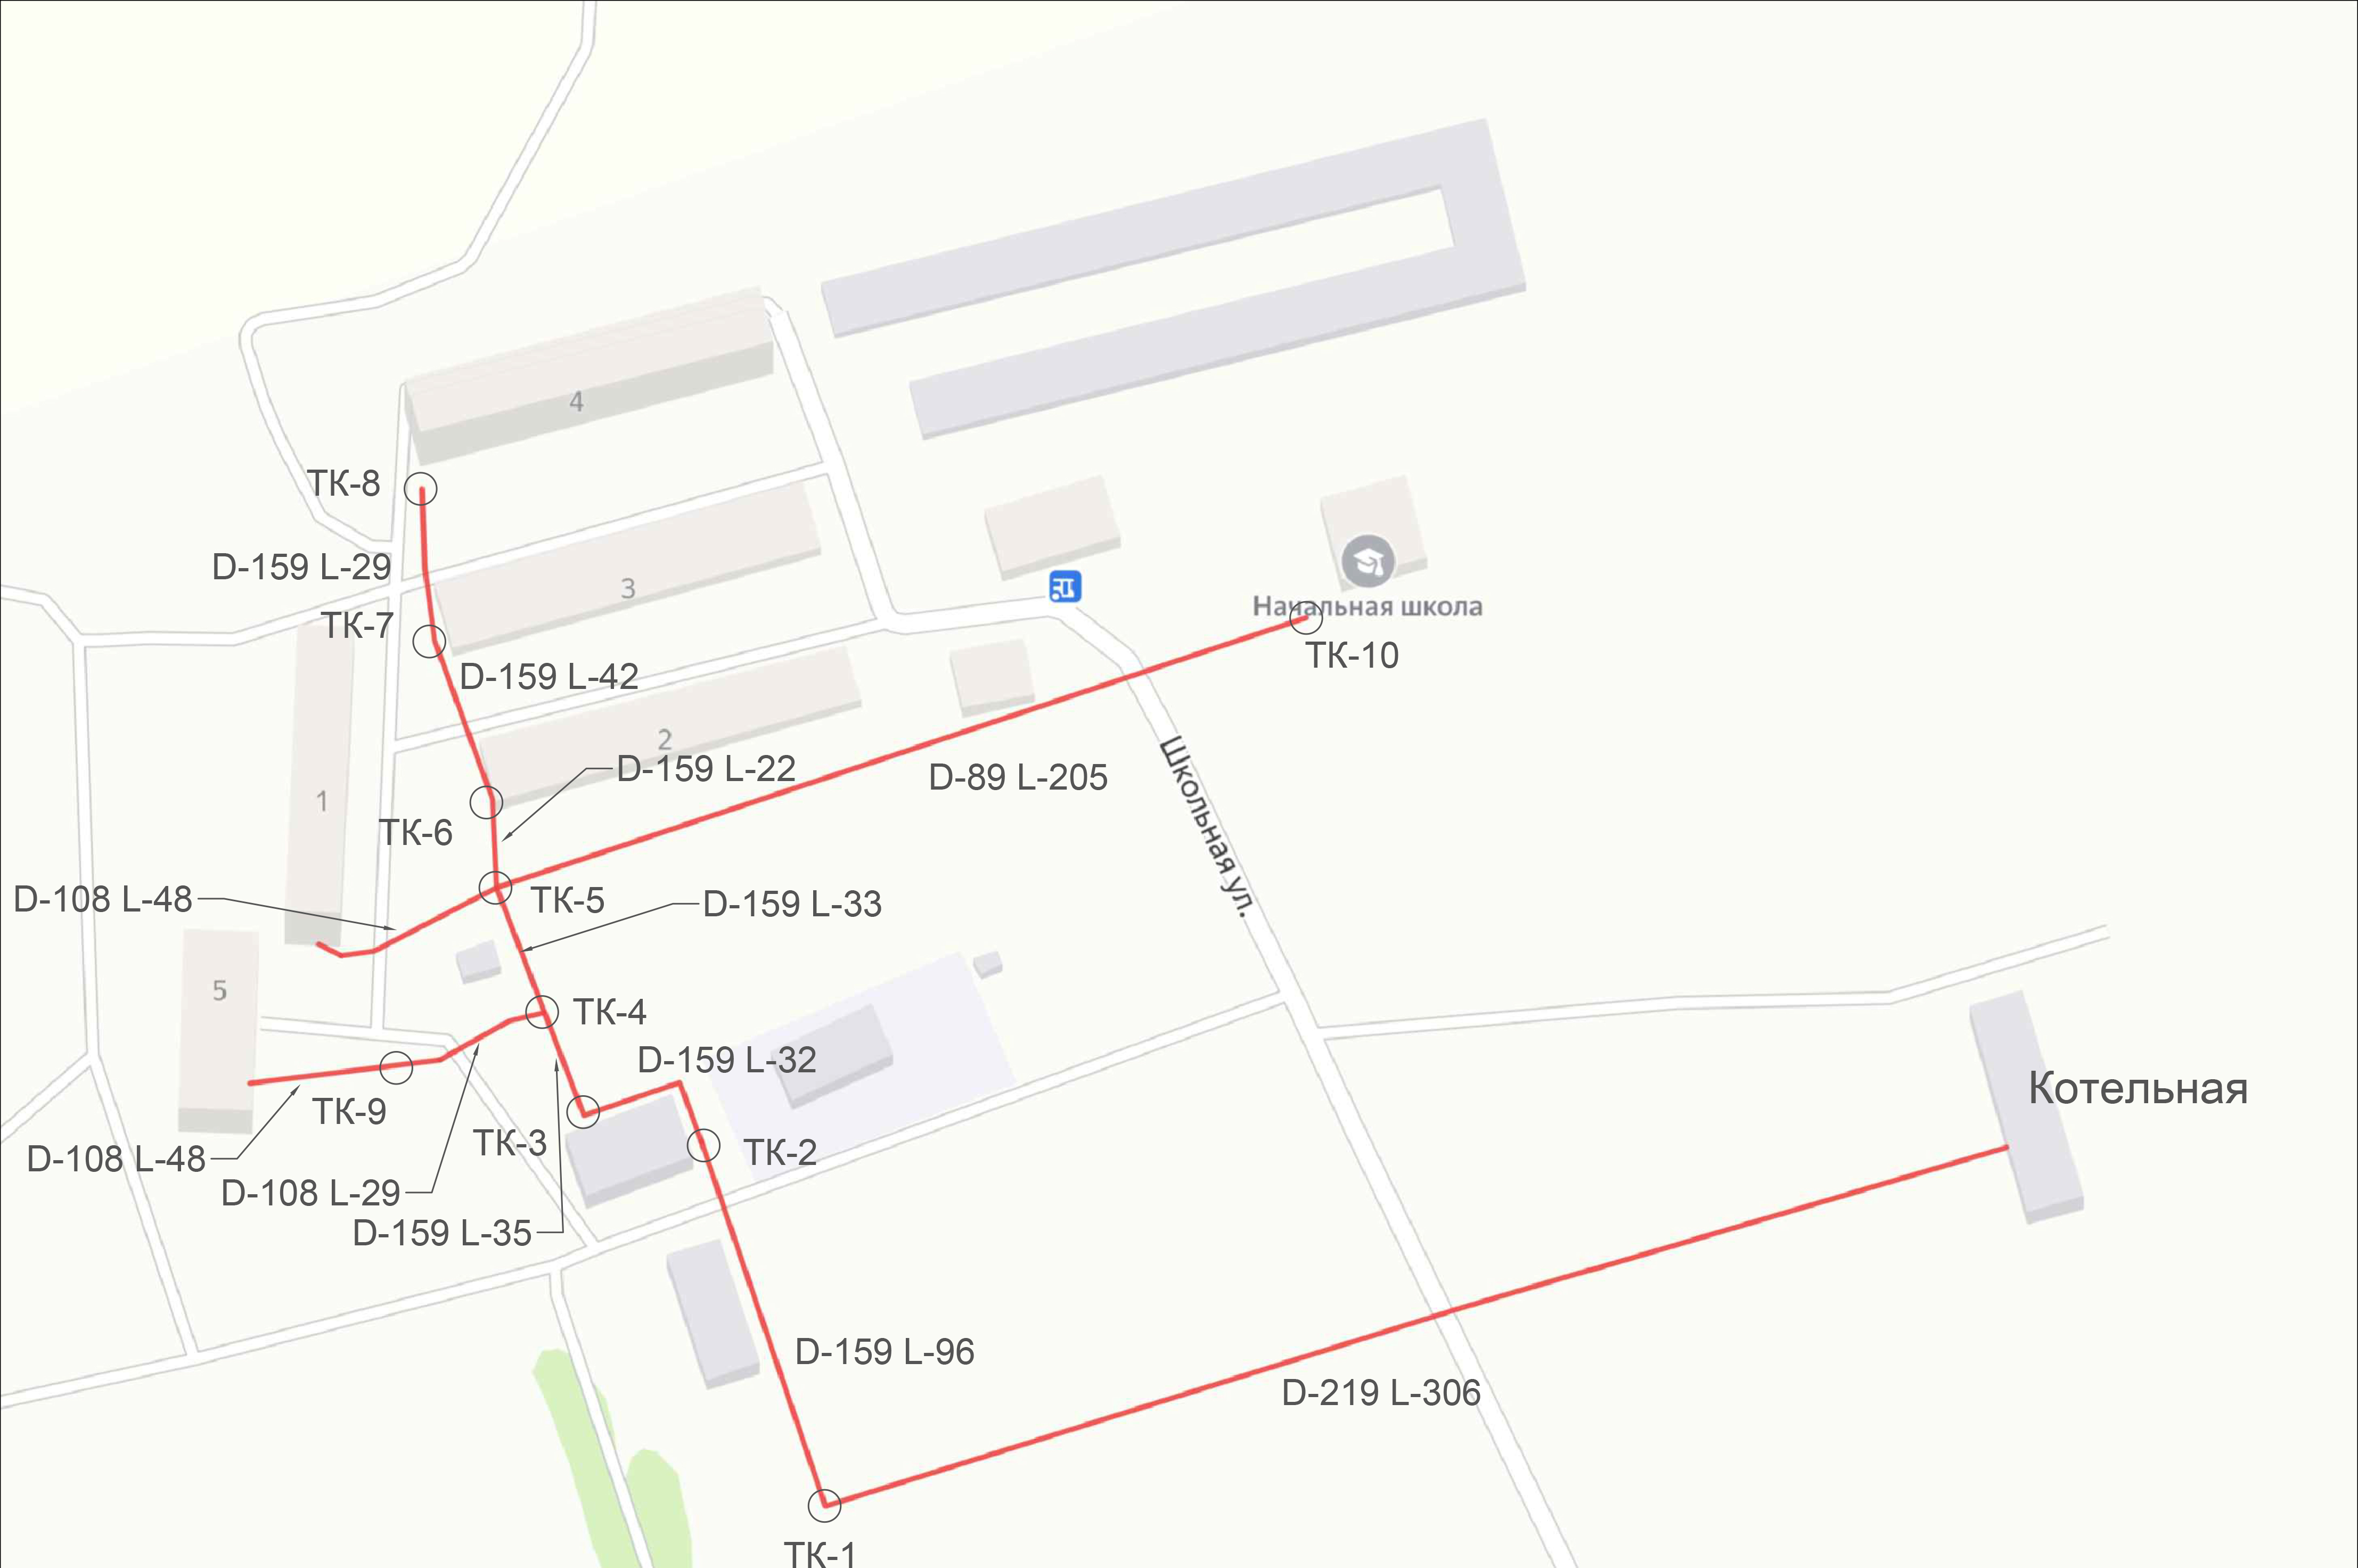 4
ТК-8
D-159 L-29
3
Начальная школа
ТК-7
ТК-10
D-159 L-42
2
D-159 L-22
D-89 L-205
Школьная ул.
1
ТК-6
D-108 L-48
ТК-5
D-159 L-33
5
ТК-4
D-159 L-32
Котельная
ТК-9
ТК-3
ТК-2
D-108 L-48
D-108 L-29
D-159 L-35
D-159 L-96
D-219 L-306
ТК-1